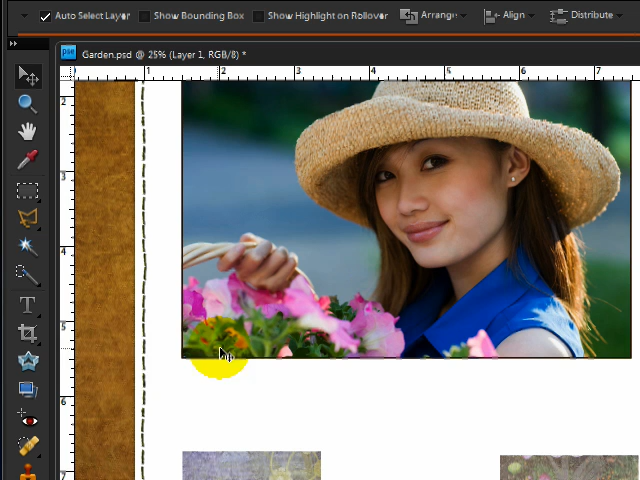 Auto Select Layer Show Bounding Box Show Highlight on Rollover Arrange Align Distribute
pse Garden.psd @ 25% (Layer 1, RGB/8) *
1 2 3 4 5 6 7
2
3
4
5
6
7
T